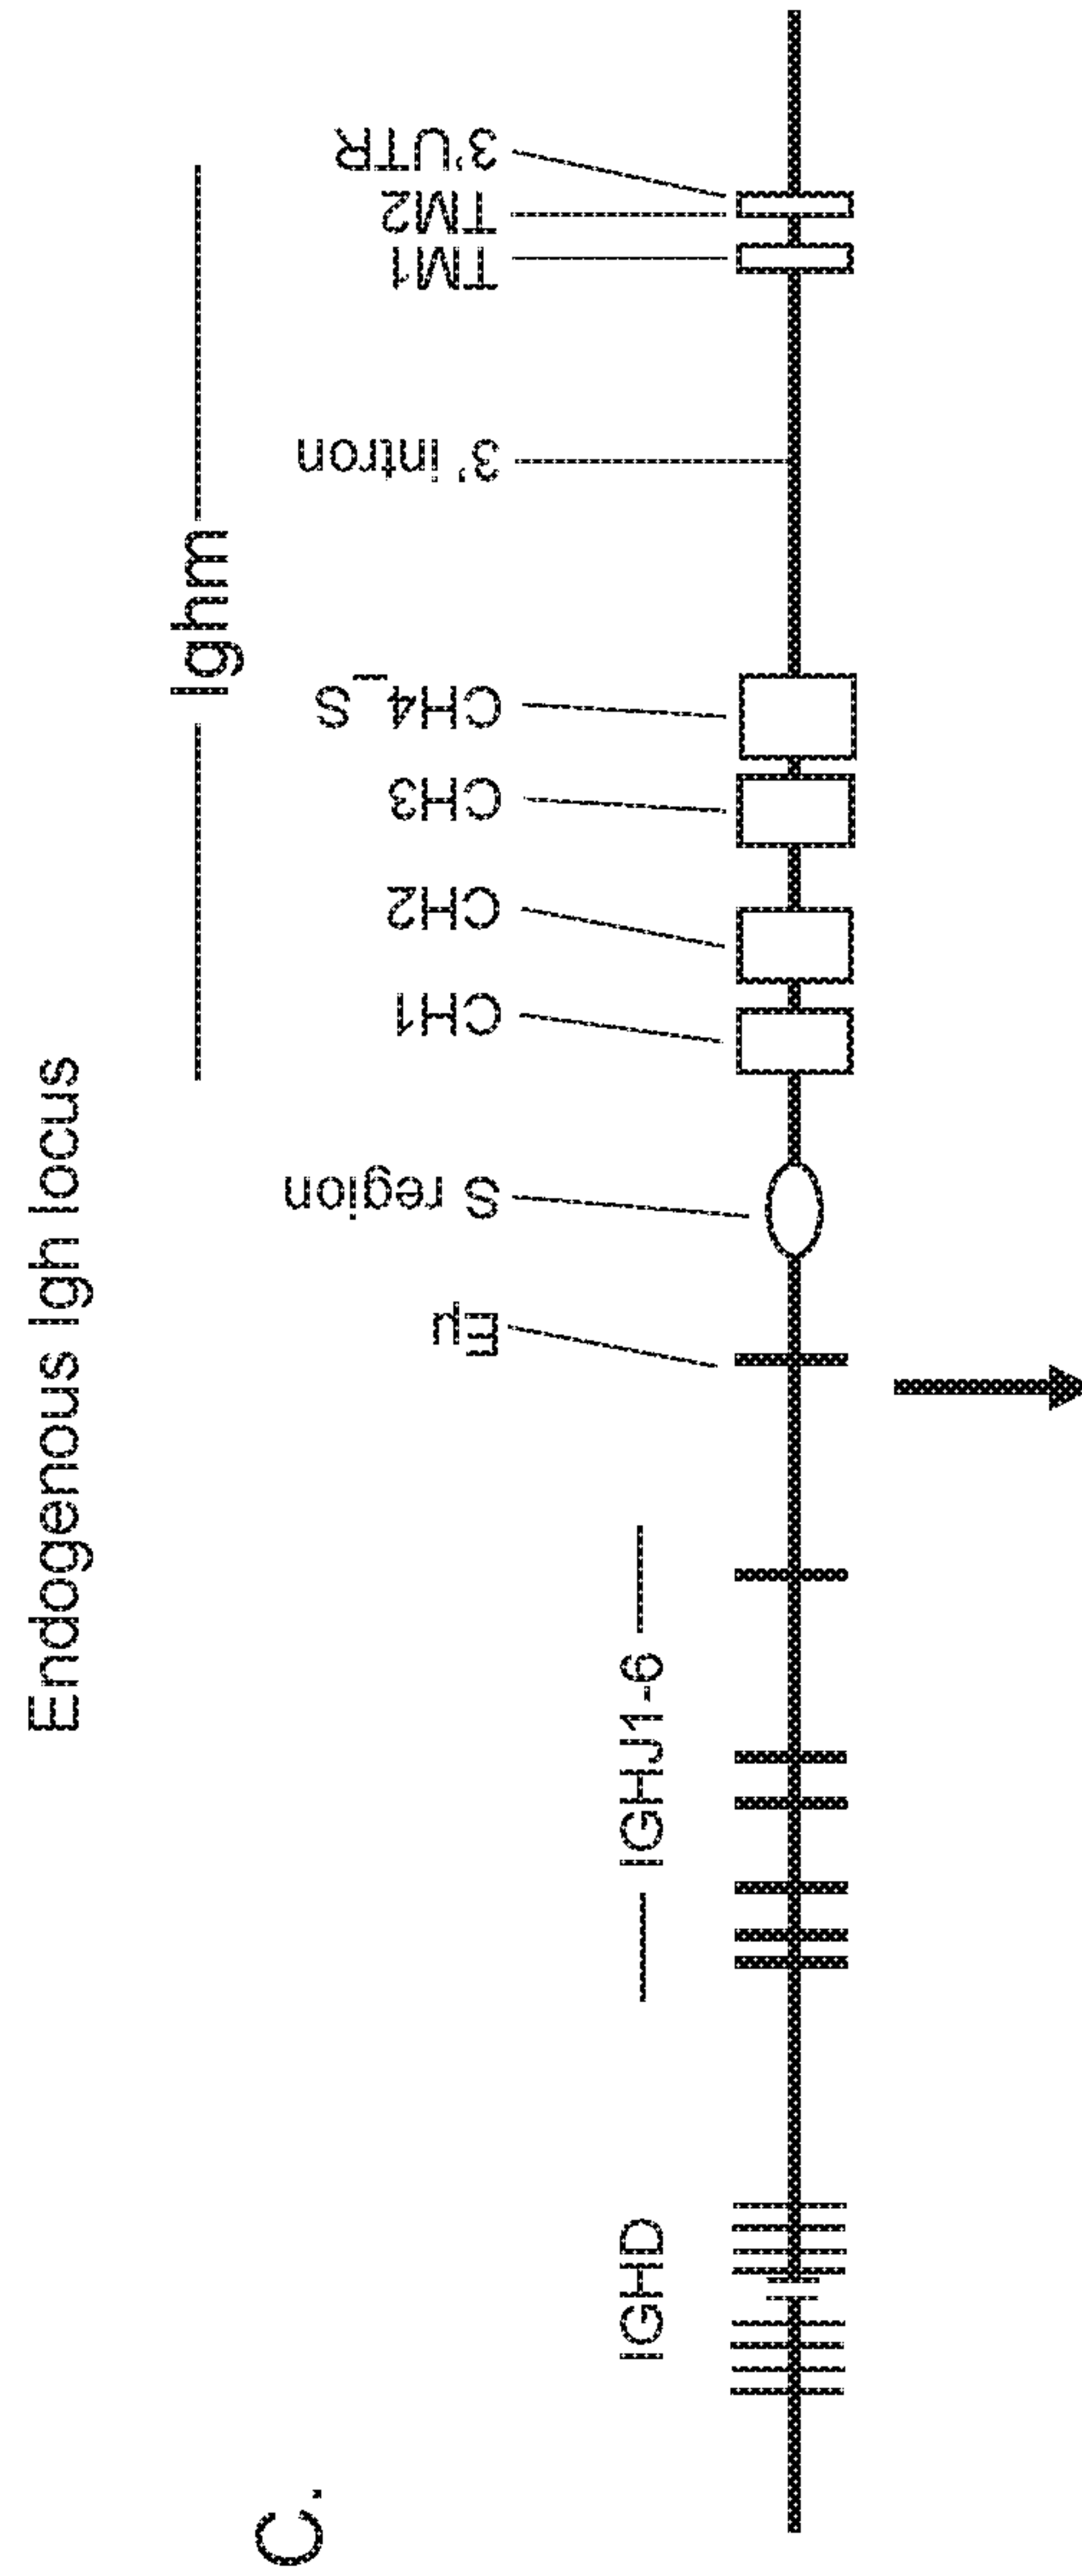 C.
Endogenous Igh locus
Ighm
IGHD
IGHJ1-6
Eμ
S region
CH1
CH2
CH3
CH4_S
3' intron
TM1
TM2
3'UTR